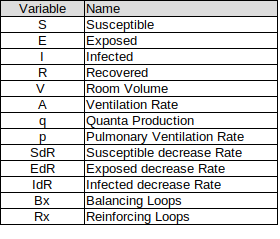 Variable Name
S Susceptible
E Exposed
I Infected
R Recovered
V Room Volume
A Ventilation Rate
q Quanta Production
p Pulmonary Ventilation Rate
SdR Susceptible decrease Rate
EdR Exposed decrease Rate
IdR Infected decrease Rate
Bx Balancing Loops
Rx Reinforcing Loops